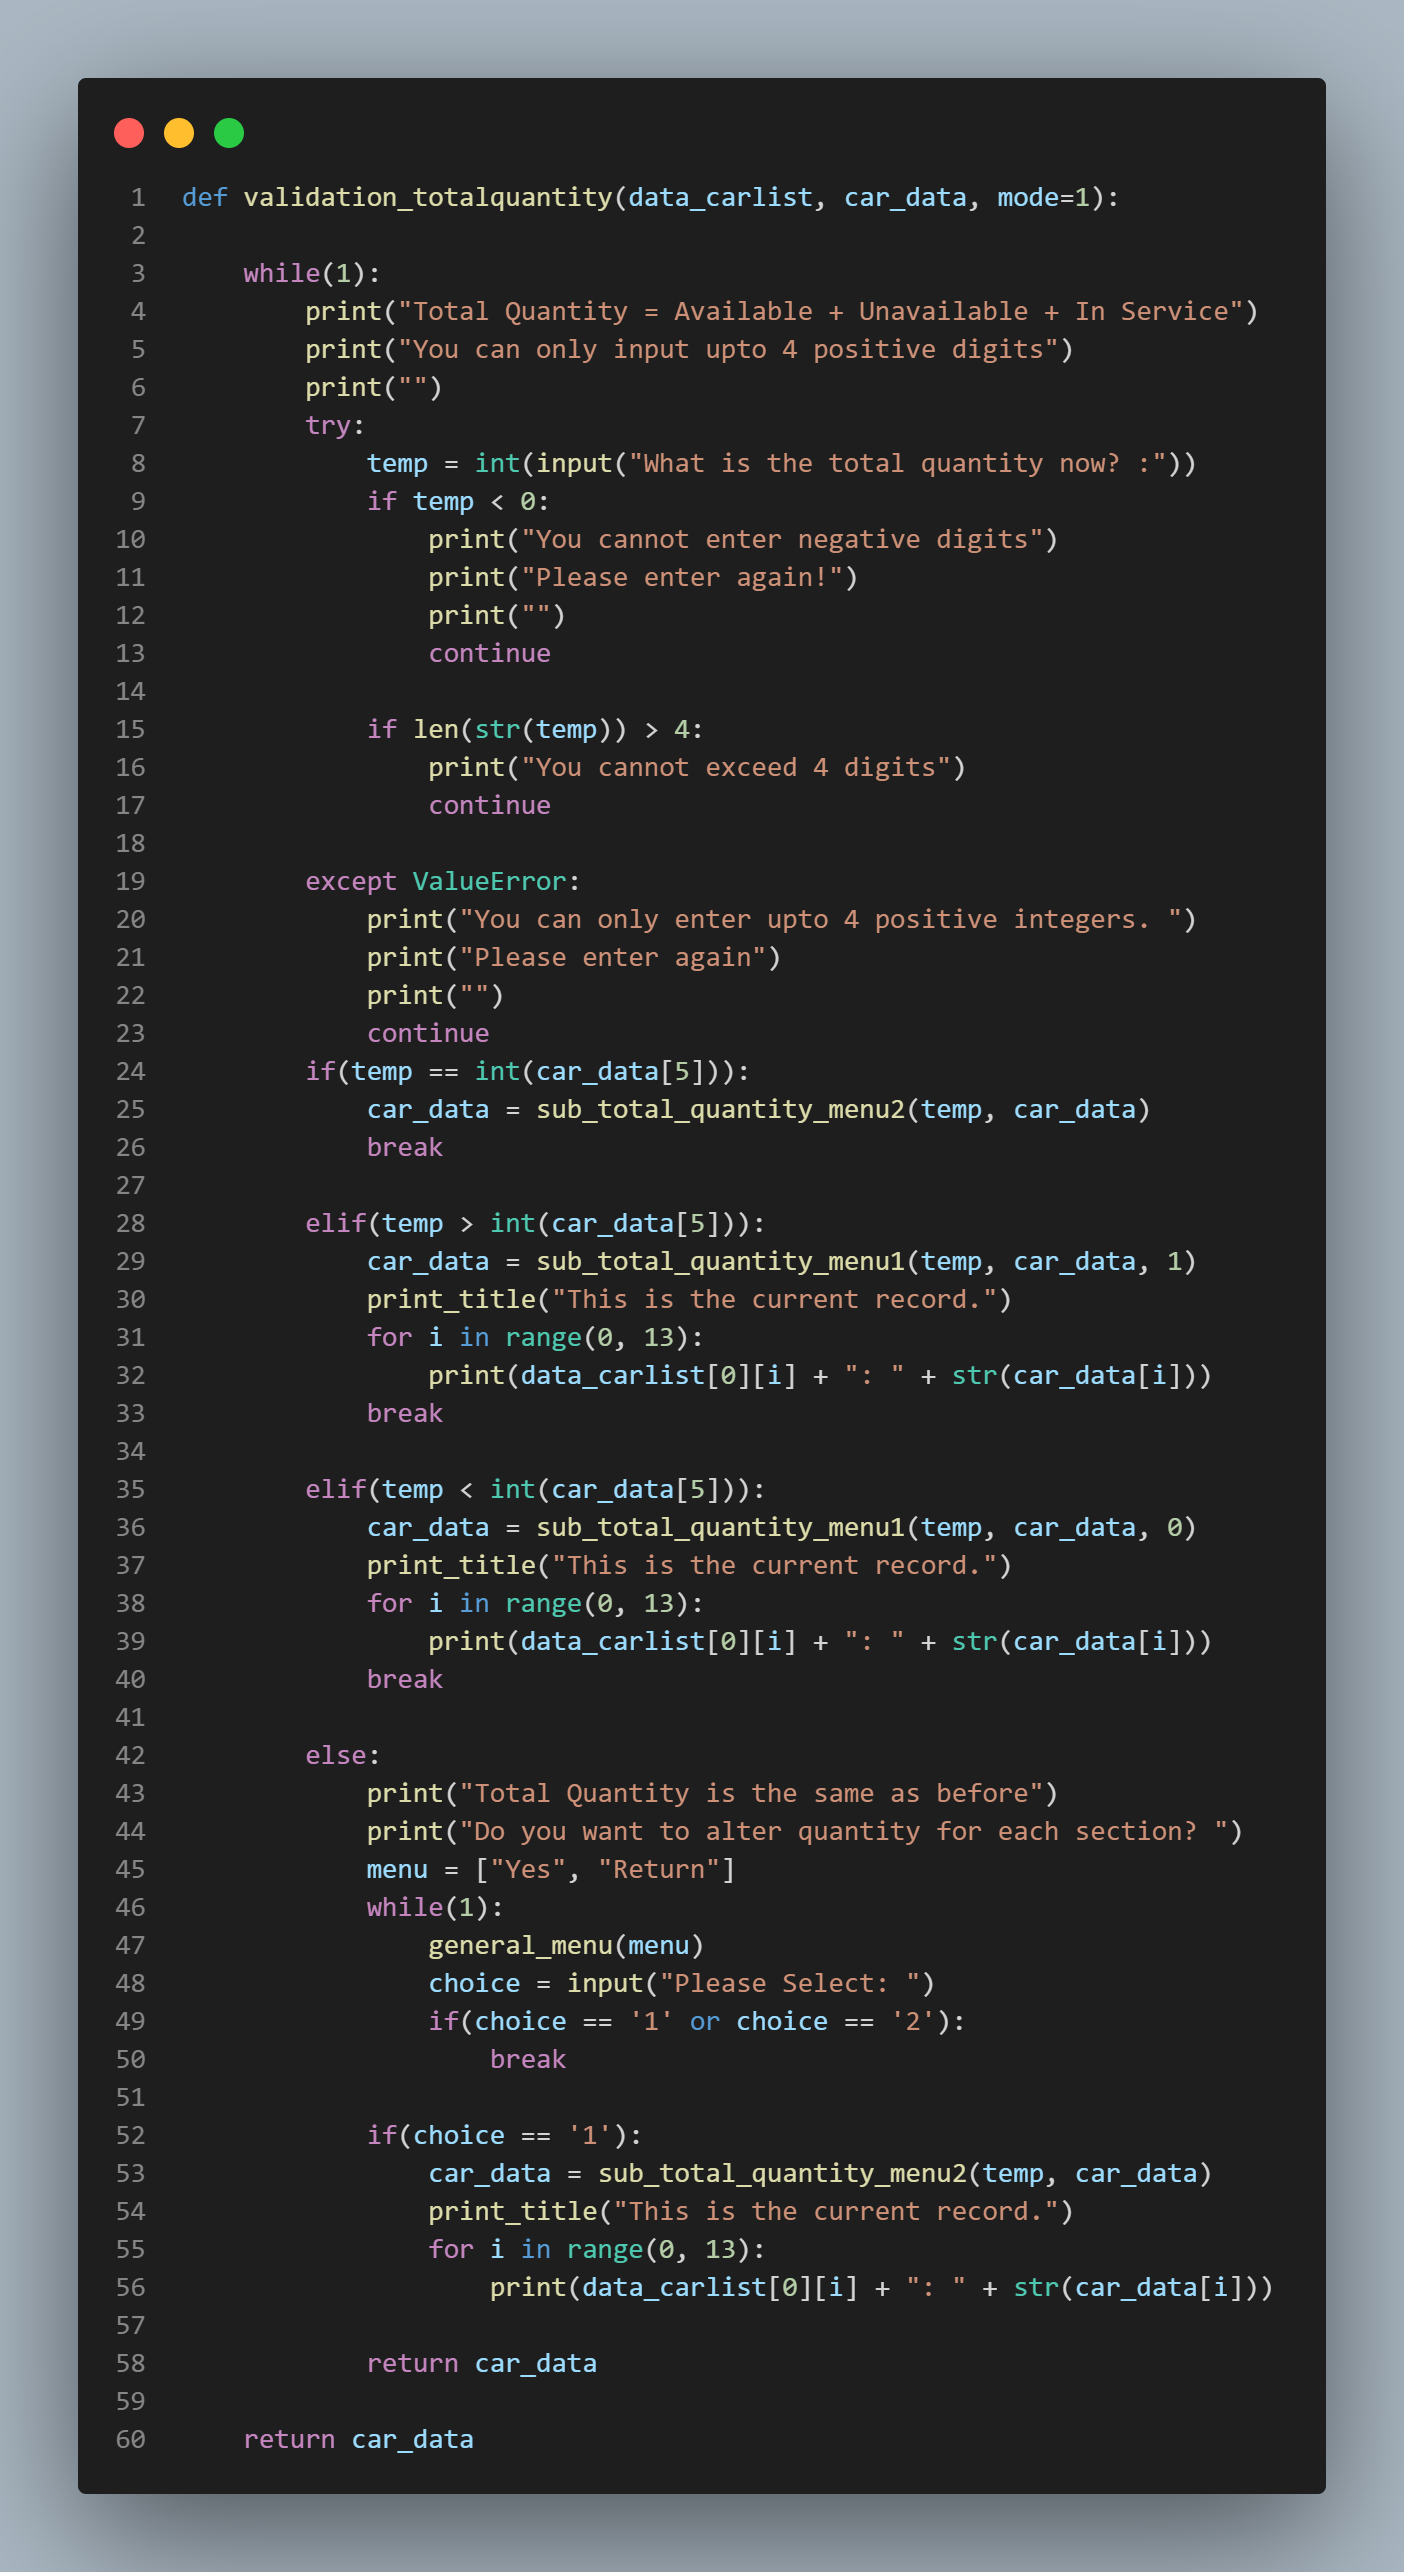 1 def validation_totalquantity(data_carlist, car_data, mode=1):
2
3     while(1):
4         print("Total Quantity = Available + Unavailable + In Service")
5         print("You can only input upto 4 positive digits")
6         print("")
7         try:
8             temp = int(input("What is the total quantity now? :"))
9             if temp < 0:
10                 print("You cannot enter negative digits")
11                 print("Please enter again!")
12                 print("")
13                 continue
14
15             if len(str(temp)) > 4:
16                 print("You cannot exceed 4 digits")
17                 continue
18
19         except ValueError:
20             print("You can only enter upto 4 positive integers. ")
21             print("Please enter again")
22             print("")
23             continue
24         if(temp == int(car_data[5])):
25             car_data = sub_total_quantity_menu2(temp, car_data)
26             break
27
28         elif(temp > int(car_data[5])):
29             car_data = sub_total_quantity_menu1(temp, car_data, 1)
30             print_title("This is the current record.")
31             for i in range(0, 13):
32                 print(data_carlist[0][i] + ": " + str(car_data[i]))
33             break
34
35         elif(temp < int(car_data[5])):
36             car_data = sub_total_quantity_menu1(temp, car_data, 0)
37             print_title("This is the current record.")
38             for i in range(0, 13):
39                 print(data_carlist[0][i] + ": " + str(car_data[i]))
40             break
41
42         else:
43             print("Total Quantity is the same as before")
44             print("Do you want to alter quantity for each section? ")
45             menu = ["Yes", "Return"]
46             while(1):
47                 general_menu(menu)
48                 choice = input("Please Select: ")
49                 if(choice == '1' or choice == '2'):
50                     break
51
52             if(choice == '1'):
53                 car_data = sub_total_quantity_menu2(temp, car_data)
54                 print_title("This is the current record.")
55                 for i in range(0, 13):
56                     print(data_carlist[0][i] + ": " + str(car_data[i]))
57
58             return car_data
59
60     return car_data